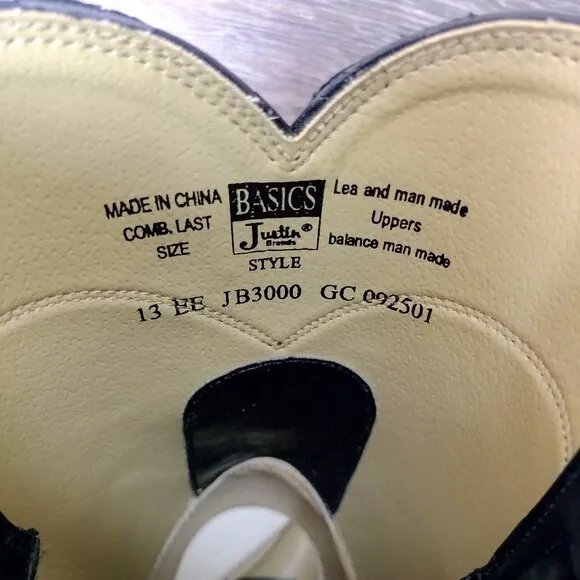 MADE IN CHINA
COMB. LAST
SIZE
BASICS
Justin®
Brands
STYLE
Lea and man made
Uppers
balance man made
13 EE JB3000 GC 092501